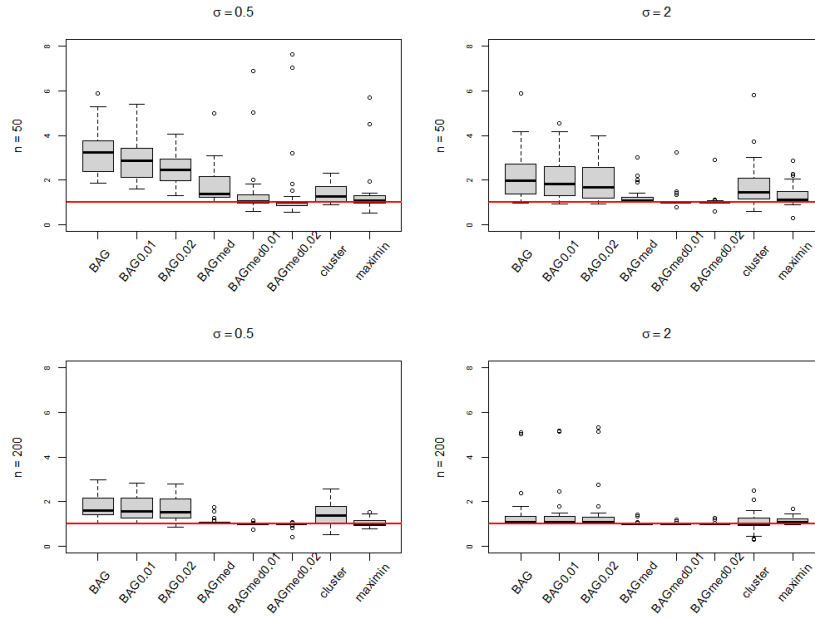 σ = 0.5
σ = 2
n = 50
8
6
4
2
0
BAG
BAG0.01
BAG0.02
BAGmed
BAGmed0.01
BAGmed0.02
cluster
maximin
n = 50
8
6
4
2
0
BAG
BAG0.01
BAG0.02
BAGmed
BAGmed0.01
BAGmed0.02
cluster
maximin
σ = 0.5
σ = 2
n = 200
8
6
4
2
0
BAG
BAG0.01
BAG0.02
BAGmed
BAGmed0.01
BAGmed0.02
cluster
maximin
n = 200
8
6
4
2
0
BAG
BAG0.01
BAG0.02
BAGmed
BAGmed0.01
BAGmed0.02
cluster
maximin